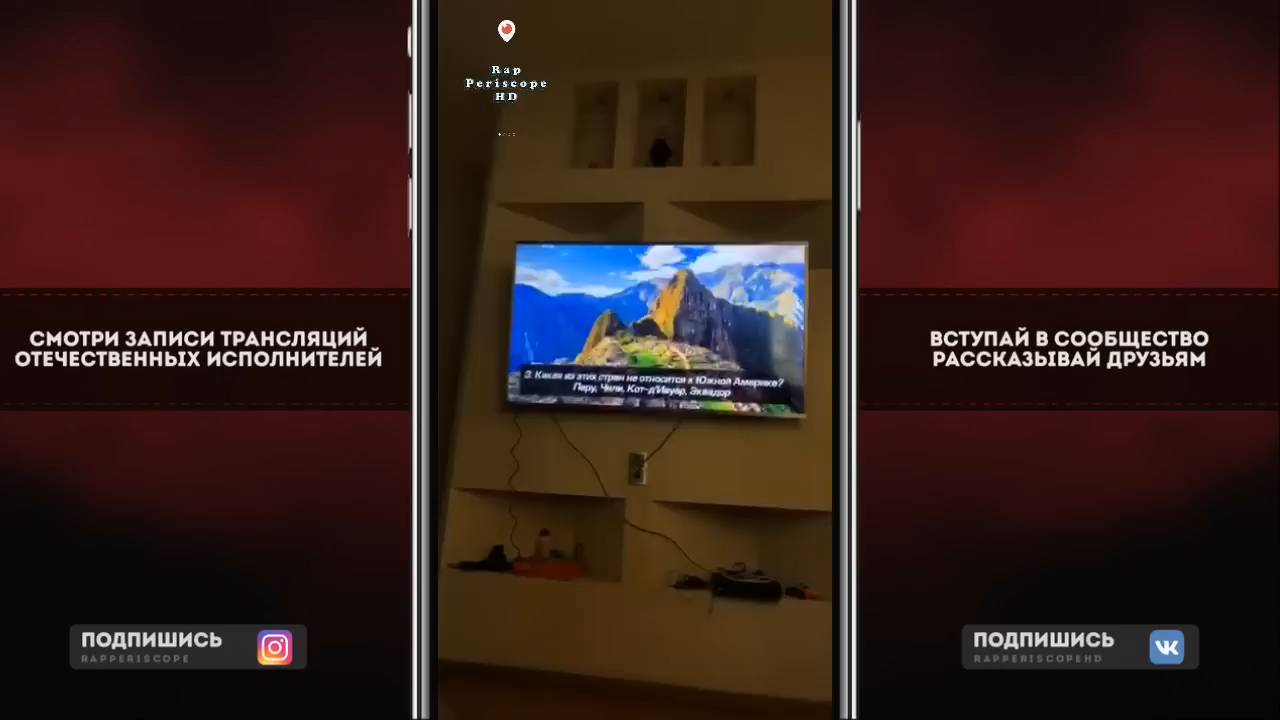 Rap
Periscope
HD
СМОТРИ ЗАПИСИ ТРАНСЛЯЦИЙ
ОТЕЧЕСТВЕННЫХ ИСПОЛНИТЕЛЕЙ
ВСТУПАЙ В СООБЩЕСТВО
РАССКАЗЫВАЙ ДРУЗЬЯМ
3. Какая из этих стран не относится к Южной Америке?
Перу, Чили, Кот-д'Ивуар, Эквадор
ПОДПИШИСЬ
RAPPERISCOPE
ПОДПИШИСЬ
RAPPERISCOPEHD